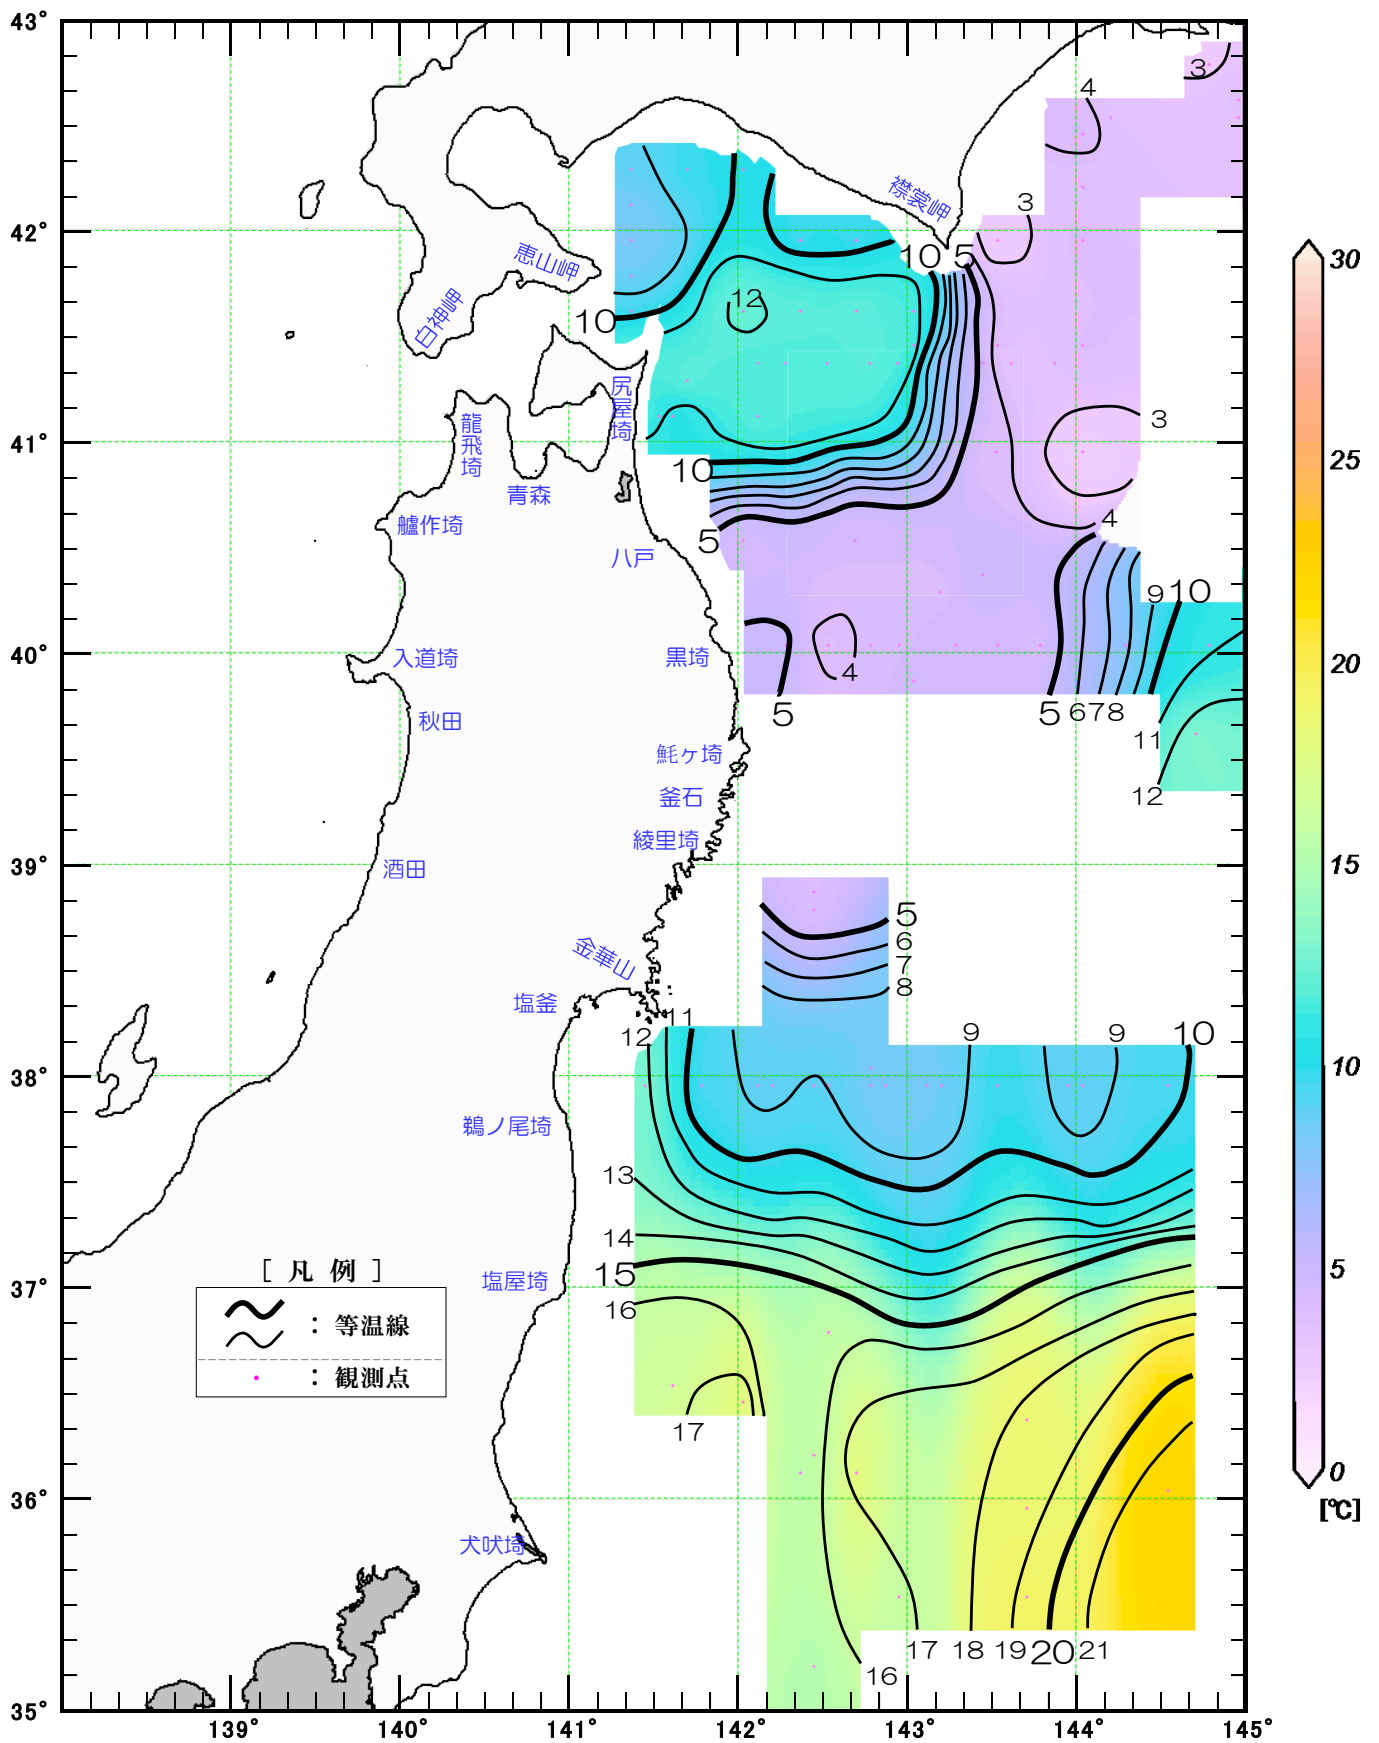 43°
3
4
襟裳岬
3
42°
恵山岬
10 5
30
白神岬
12
10
尻屋埼
龍飛埼
3
41°
25
10
青森
艫作埼
4
5
八戸
9 10
40°
入道埼
黒埼
20
4
秋田
5
5 6 7 8
11
鮏ヶ埼
12
釜石
綾里埼
39°
酒田
15
5
6
金華山
7
8
塩釜
12 11
9
9
10
38°
10
鵜ノ尾埼
13
14
[ 凡 例 ]
15
塩屋埼
37°
5
16
: 等温線
: 観測点
17
0
36°
[℃]
犬吠埼
17 18 19 20 21
16
35°
139° 140° 141° 142° 143° 144° 145°